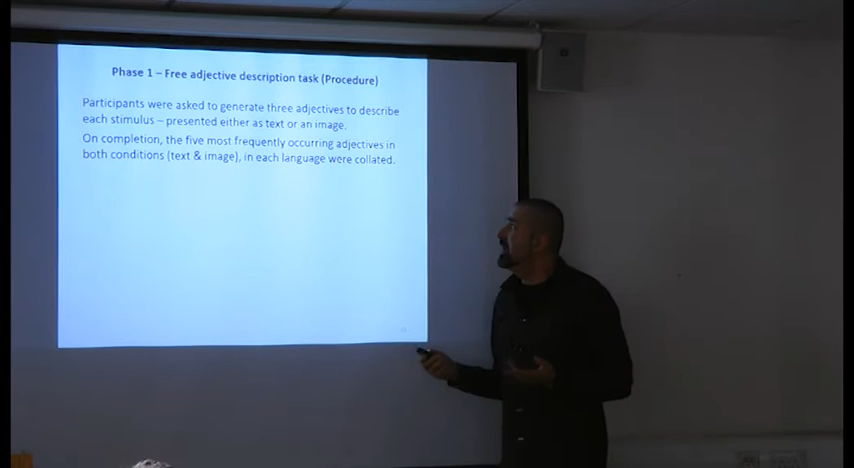 Phase 1 – Free adjective description task (Procedure)
Participants were asked to generate three adjectives to describe
each stimulus – presented either as text or an image.
On completion, the five most frequently occurring adjectives in
both conditions (text & image), in each language were collated.